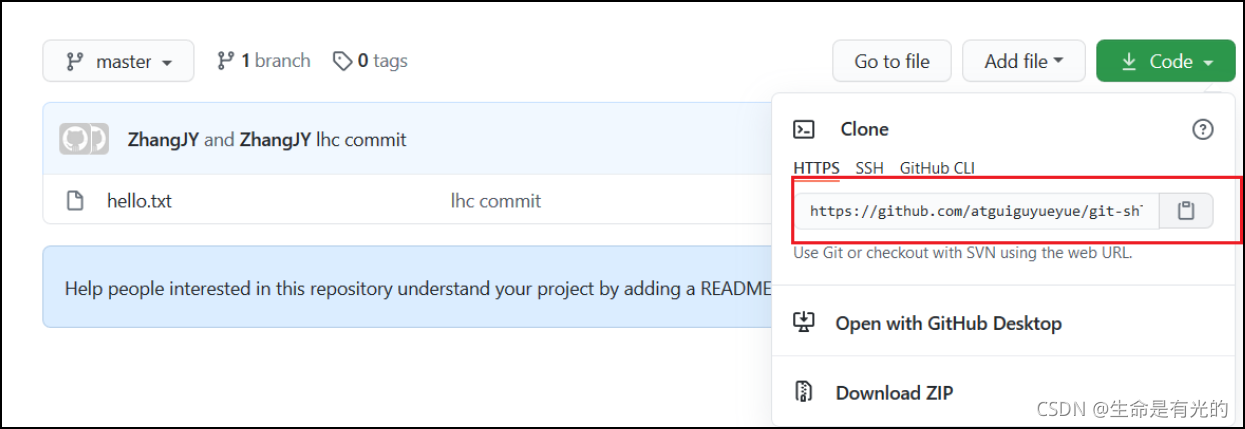 master
1 branch
0 tags
Go to file
Add file
Code
ZhangJY and ZhangJY lhc commit
hello.txt
lhc commit
Help people interested in this repository understand your project by adding a README
Clone
HTTPS SSH GitHub CLI
https://github.com/atguiguyueyue/git-sh
Use Git or checkout with SVN using the web URL.
Open with GitHub Desktop
Download ZIP
CSDN @生命是有光的